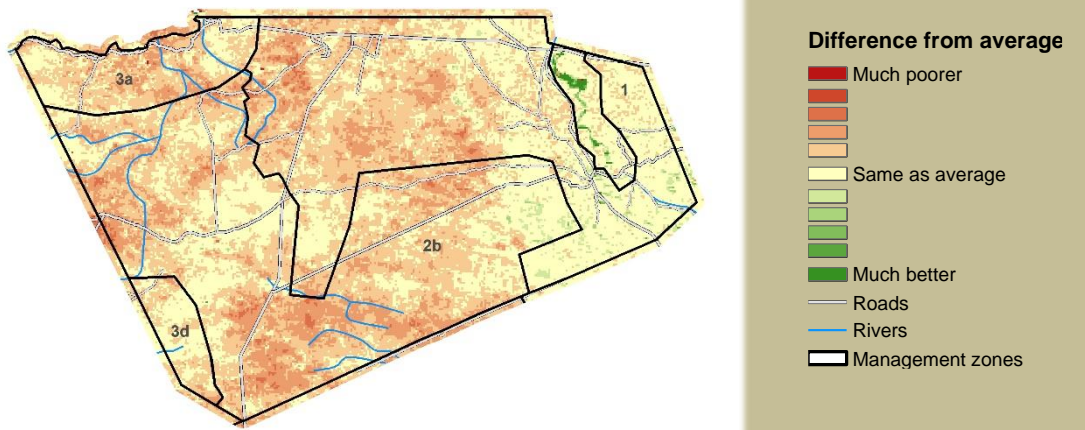 3a
1
2b
3d
Difference from average
Much poorer
Same as average
Much better
Roads
Rivers
Management zones